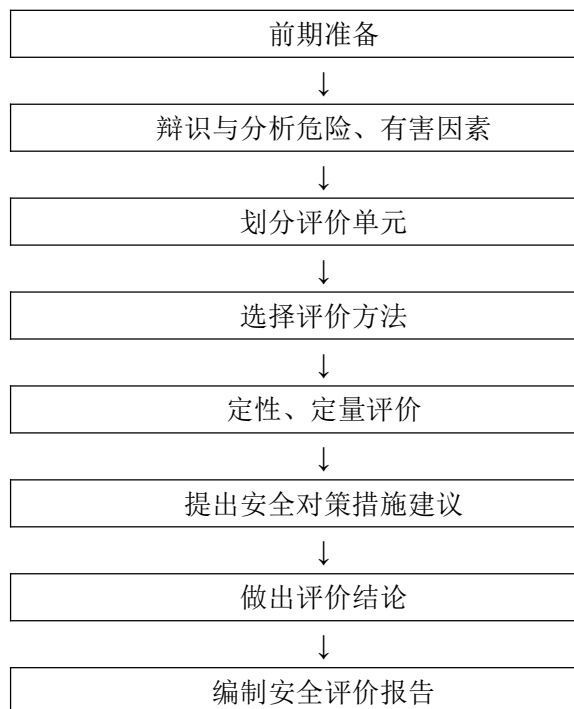 前期准备
↓
辩识与分析危险、有害因素
↓
划分评价单元
↓
选择评价方法
↓
定性、定量评价
↓
提出安全对策措施建议
↓
做出评价结论
↓
编制安全评价报告